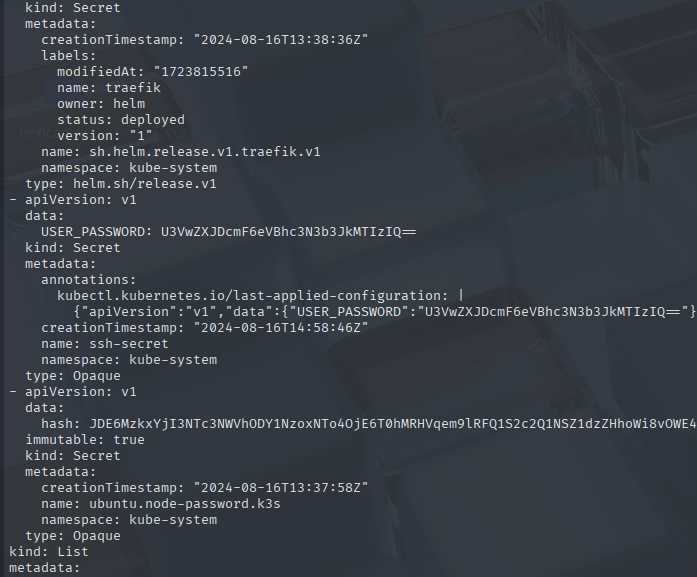 kind: Secret
metadata:
creationTimestamp: "2024-08-16T13:38:36Z"
labels:
modifiedAt: "1723815516"
name: traefik
owner: helm
status: deployed
version: "1"
name: sh.helm.release.v1.traefik.v1
namespace: kube-system
type: helm.sh/release.v1
- apiVersion: v1
data:
USER_PASSWORD: U3VwZXJDcmF6eVBhc3N3b3JkMTIzIQ==
kind: Secret
metadata:
annotations:
kubectl.kubernetes.io/last-applied-configuration: |
{"apiVersion":"v1","data":{"USER_PASSWORD":"U3VwZXJDcmF6eVBhc3N3b3JkMTIzIQ=="}
creationTimestamp: "2024-08-16T14:58:46Z"
name: ssh-secret
namespace: kube-system
type: Opaque
- apiVersion: v1
data:
hash: JDE6MzkxYjI3NTc3NWVhODY1NzoxNTo4OjE6T0hMRHVqem9lRFQ1S2c2Q1NSZ1dzZHhoWi8vOWE4
immutable: true
kind: Secret
metadata:
creationTimestamp: "2024-08-16T13:37:58Z"
name: ubuntu.node-password.k3s
namespace: kube-system
type: Opaque
kind: List
metadata: